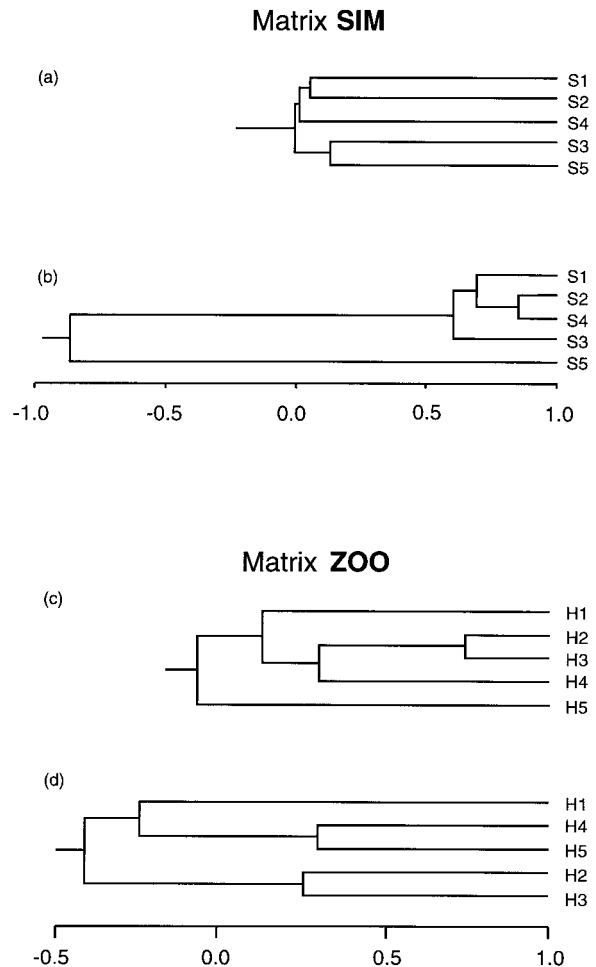 Matrix SIM
(a)
S1
S2
S4
S3
S5
(b)
S1
S2
S4
S3
S5
-1.0 -0.5 0.0 0.5 1.0
Matrix ZOO
(c)
H1
H2
H3
H4
H5
(d)
H1
H4
H5
H2
H3
-0.5 0.0 0.5 1.0